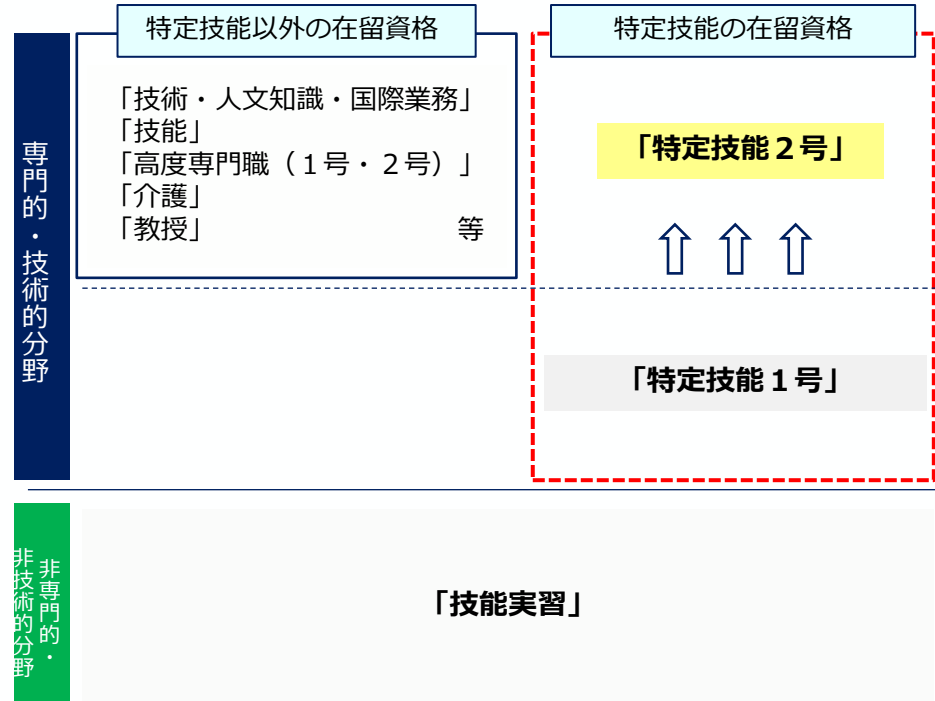 特定技能以外の在留資格
特定技能の在留資格
専門的・技術的分野
「技術・人文知識・国際業務」
「技能」
「高度専門職（１号・２号）」
「介護」
「教授」 等
「特定技能２号」
「特定技能１号」
非専門的・
非技術的分野
「技能実習」